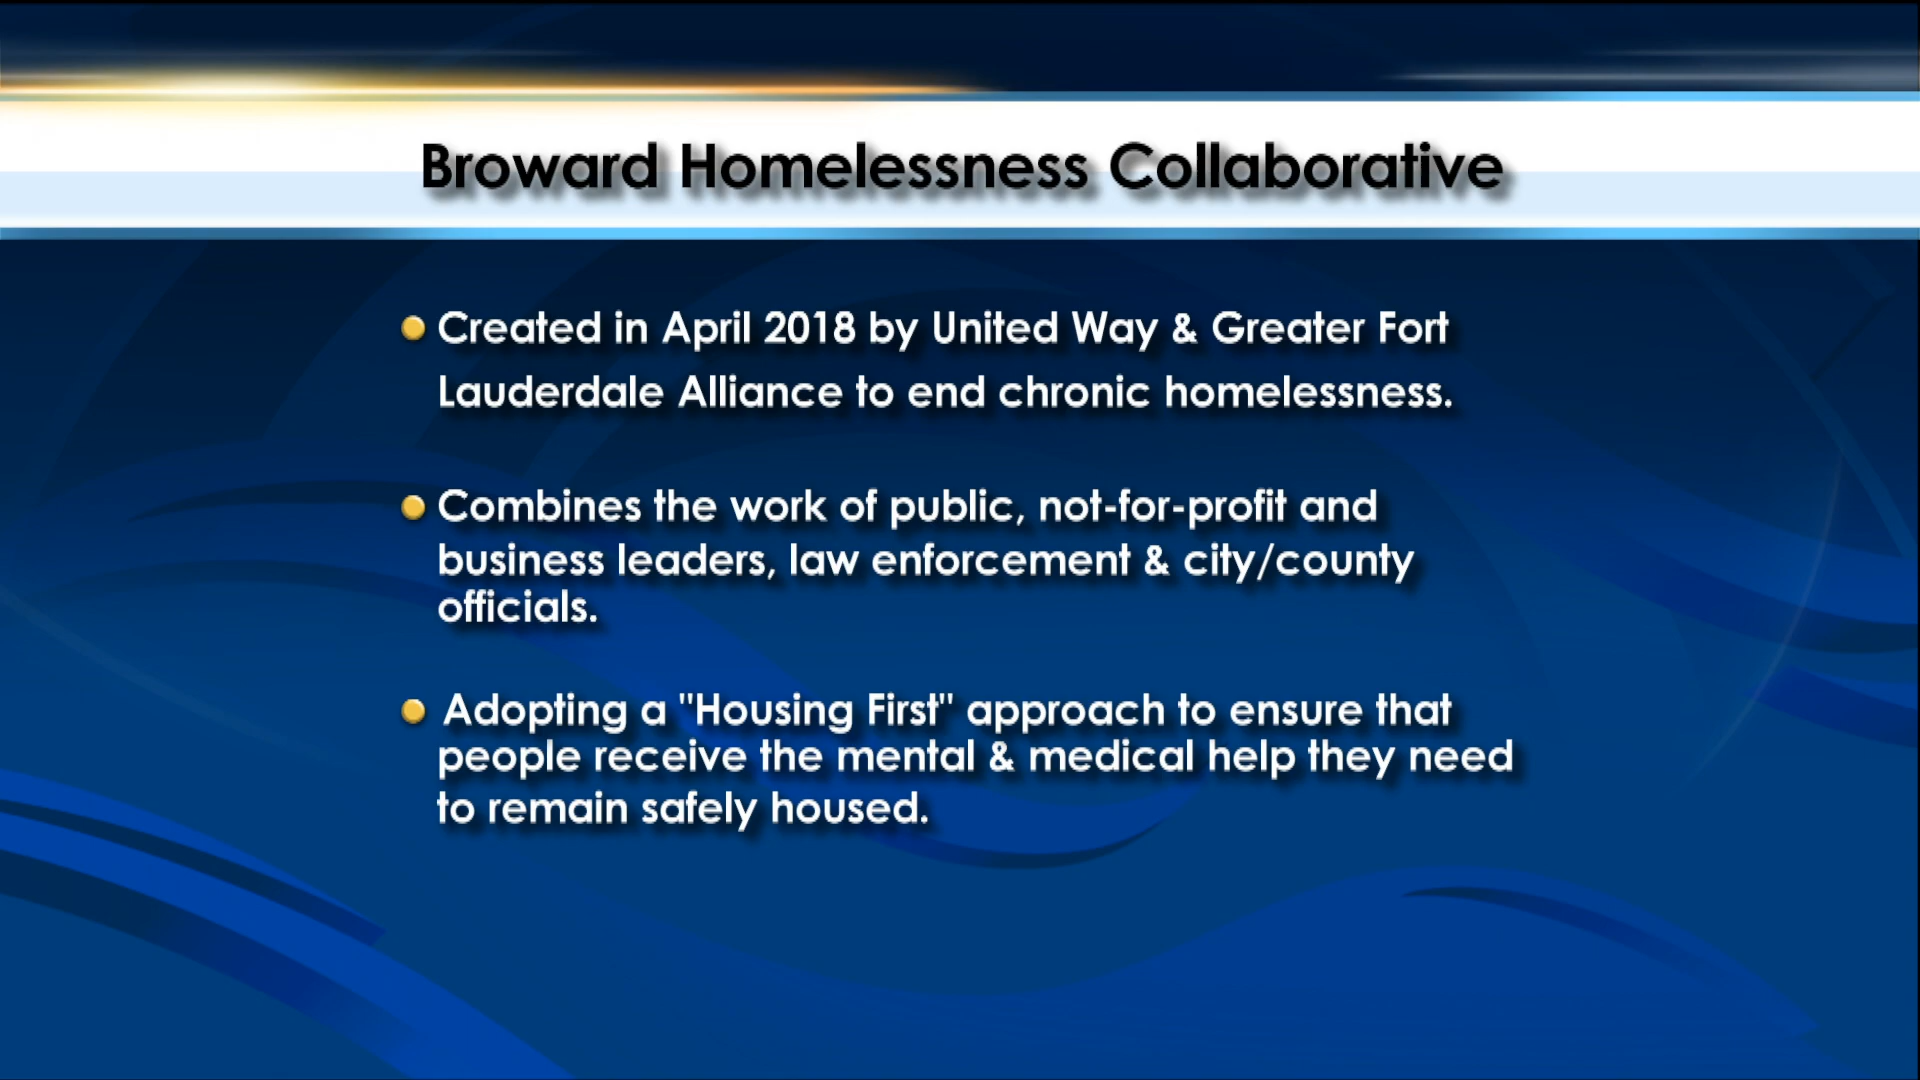 Broward Homelessness Collaborative
Created in April 2018 by United Way & Greater Fort
Lauderdale Alliance to end chronic homelessness.
Combines the work of public, not-for-profit and
business leaders, law enforcement & city/county
officials.
Adopting a "Housing First" approach to ensure that
people receive the mental & medical help they need
to remain safely housed.